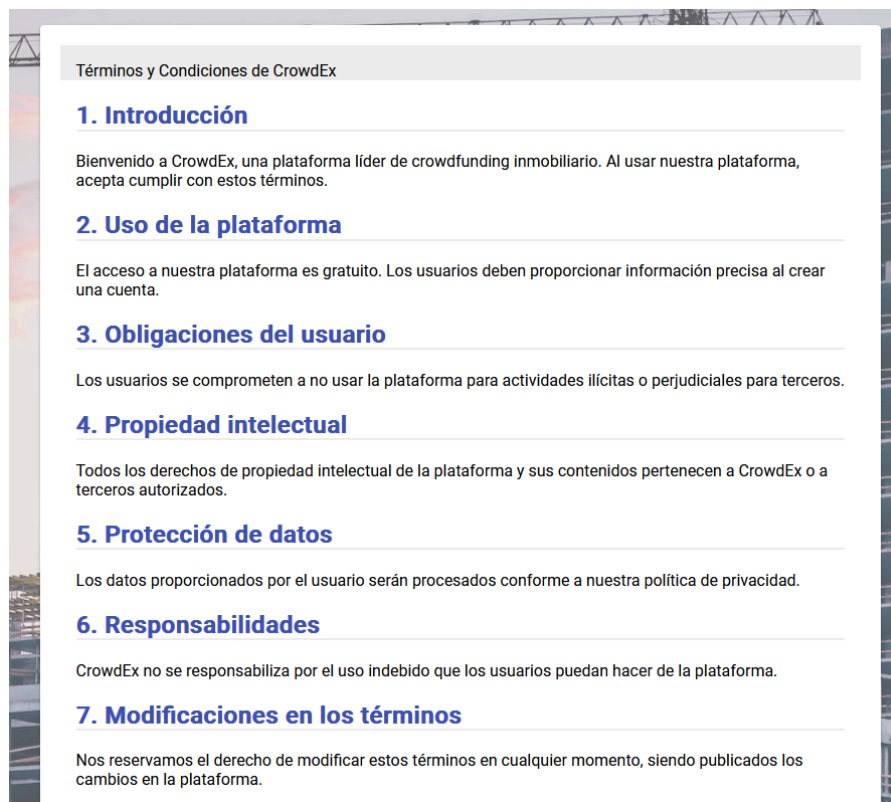 Términos y Condiciones de CrowdEx
1. Introducción
Bienvenido a CrowdEx, una plataforma líder de crowdfunding inmobiliario. Al usar nuestra plataforma,
acepta cumplir con estos términos.
2. Uso de la plataforma
El acceso a nuestra plataforma es gratuito. Los usuarios deben proporcionar información precisa al crear
una cuenta.
3. Obligaciones del usuario
Los usuarios se comprometen a no usar la plataforma para actividades ilícitas o perjudiciales para terceros.
4. Propiedad intelectual
Todos los derechos de propiedad intelectual de la plataforma y sus contenidos pertenecen a CrowdEx o a
terceros autorizados.
5. Protección de datos
Los datos proporcionados por el usuario serán procesados conforme a nuestra política de privacidad.
6. Responsabilidades
CrowdEx no se responsabiliza por el uso indebido que los usuarios puedan hacer de la plataforma.
7. Modificaciones en los términos
Nos reservamos el derecho de modificar estos términos en cualquier momento, siendo publicados los
cambios en la plataforma.